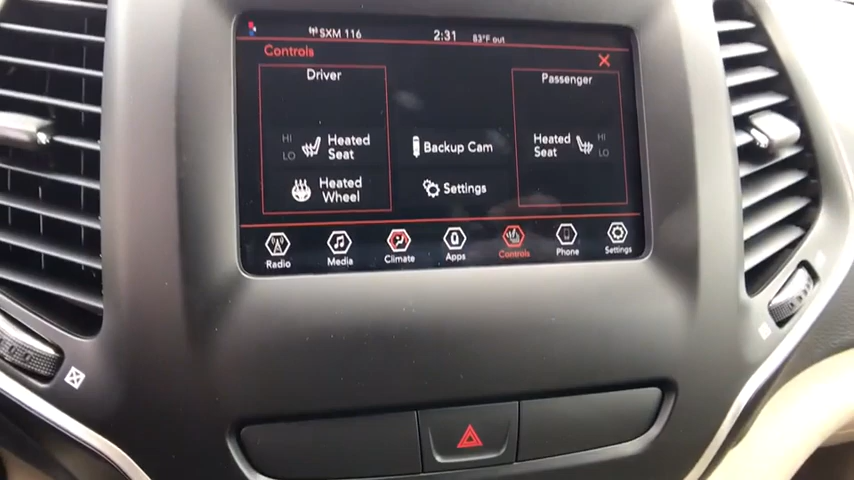 SXM 116 2:31 83°F out
Controls
Driver
Passenger
HI
LO
Heated
Seat
Backup Cam
Heated
Seat
HI
LO
Heated
Wheel
Settings
Radio Media Climate Apps Controls Phone Settings